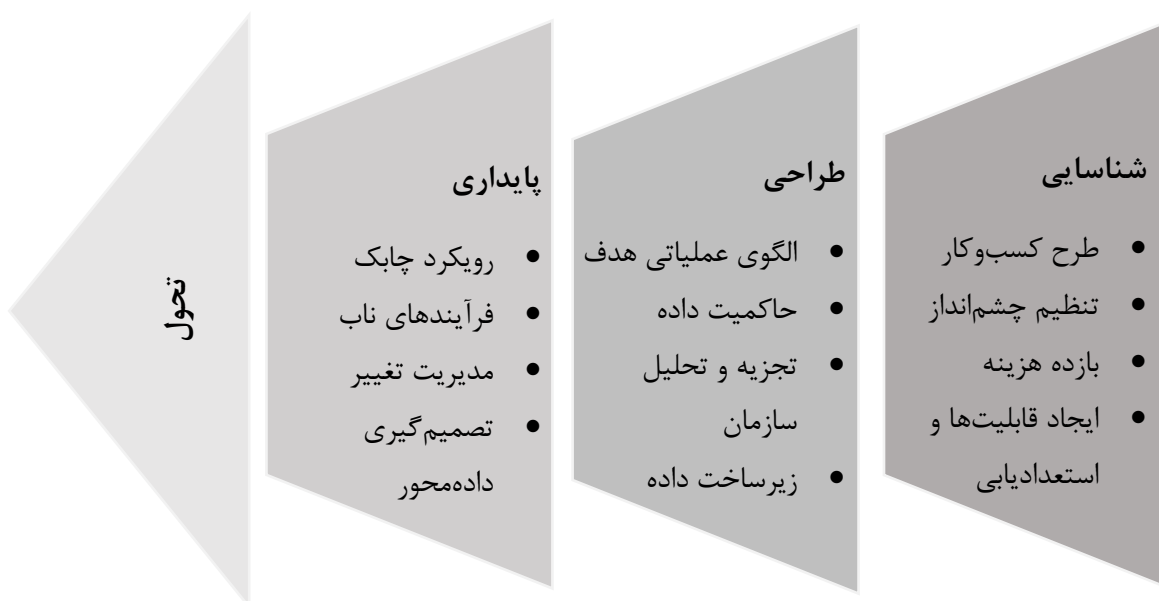 شناسایی
● طرح کسب‌وکار
● تنظیم چشم‌انداز
● بازده هزینه
● ایجاد قابلیت‌ها و
استعدادیابی
طراحی
● الگوی عملیاتی هدف
● حاکمیت داده
● تجزیه و تحلیل
سازمان
● زیرساخت داده
پایداری
● رویکرد چابک
● فرآیندهای ناب
● مدیریت تغییر
● تصمیم‌گیری
داده‌محور
تحول